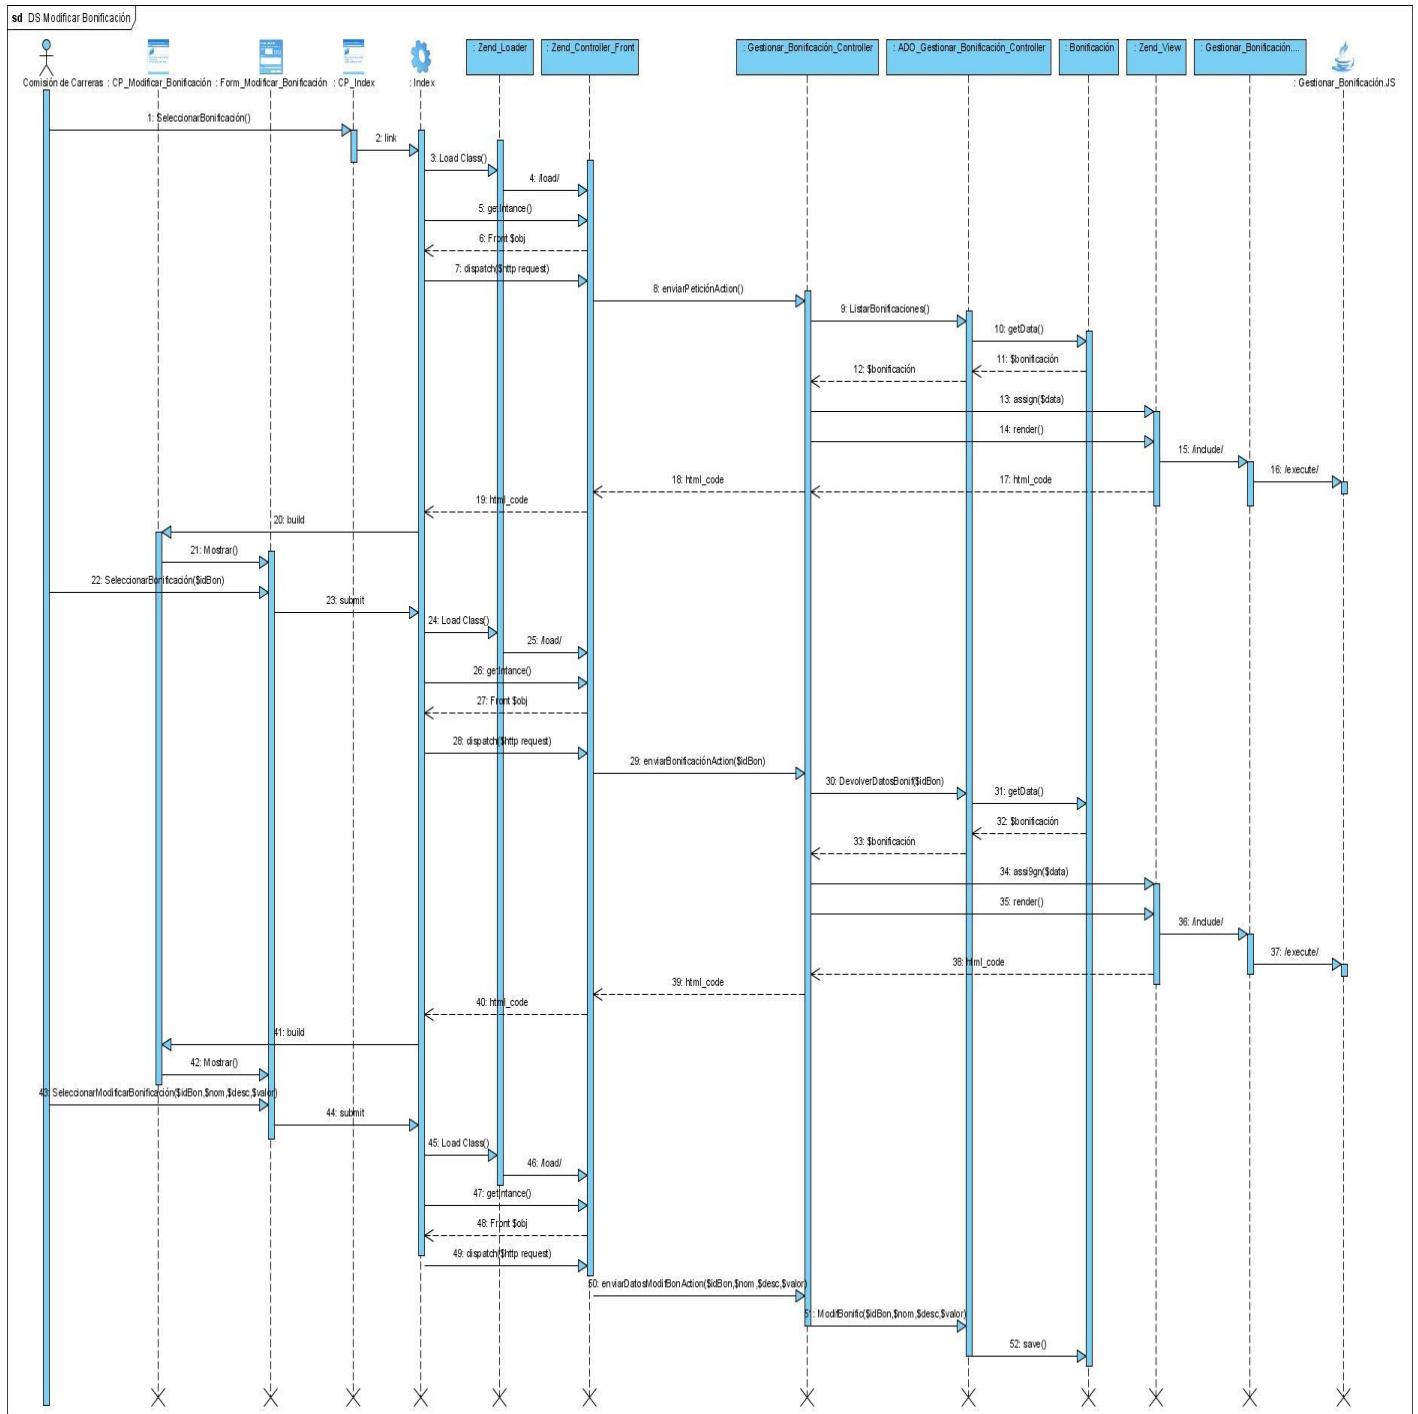 sd DS Modificar Bonificación
: Zend_Loader
: Zend_Controller_Front
: Gestionar_Bonificación_Controller
: ADO_Gestionar_Bonificación_Controller
: Bonificación
: Zend_View
: Gestionar_Bonificación....
Comisión de Carreras
: CP_Modificar_Bonificación
: Form_Modificar_Bonificación
: CP_Index
: Index
: Gestionar_Bonificación.JS
1: SeleccionarBonificación()
2: link
3: Load Class()
4: /load/
5: getIntance()
6: Front $obj
7: dispatch($http request)
8: enviarPeticiónAction()
9: ListarBonificaciones()
10: getData()
11: $bonificación
12: $bonificación
13: assign($data)
14: render()
15: /include/
16: /execute/
17: html_code
18: html_code
19: html_code
20: build
21: Mostrar()
22: SeleccionarBonificación($idBon)
23: submit
24: Load Class()
25: /load/
26: getIntance()
27: Front $obj
28: dispatch($http request)
29: enviarBonificaciónAction($idBon)
30: DevolverDatosBonif($idBon)
31: getData()
32: $bonificación
33: $bonificación
34: assi9gn($data)
35: render()
36: /include/
37: /execute/
38: html_code
39: html_code
40: html_code
41: build
42: Mostrar()
43: SeleccionarModificarBonificación($idBon,$nom,$desc,$valor)
44: submit
45: Load Class()
46: /load/
47: getIntance()
48: Front $obj
49: dispatch($http request)
50: enviarDatosModifBonAction($idBon,$nom,$desc,$valor)
51: ModifBonific($idBon,$nom,$desc,$valor)
52: save()